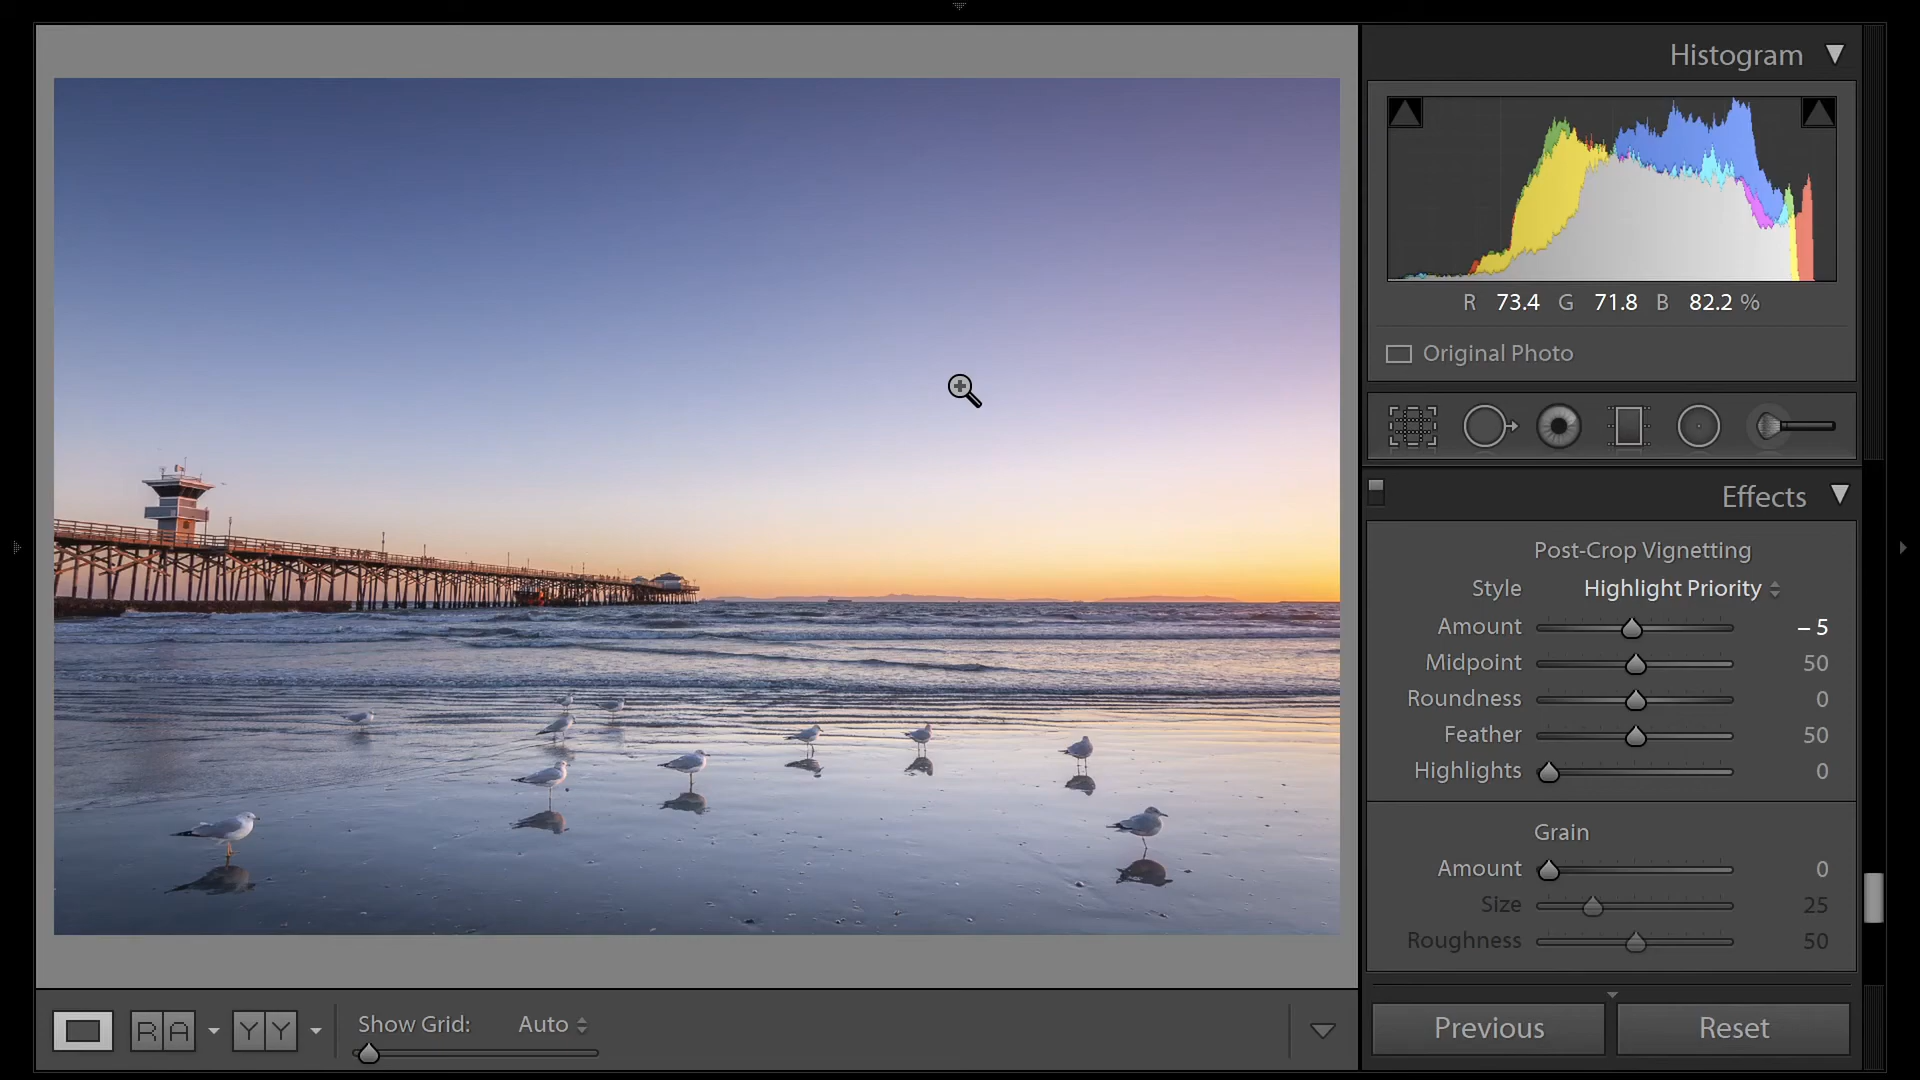 Histogram
R 73.4 G 71.8 B 82.2 %
Original Photo
Effects
Post-Crop Vignetting
Style Highlight Priority
Amount – 5
Midpoint 50
Roundness 0
Feather 50
Highlights 0
Grain
Amount 0
Size 25
Roughness 50
R A Y Y Show Grid: Auto
Previous Reset